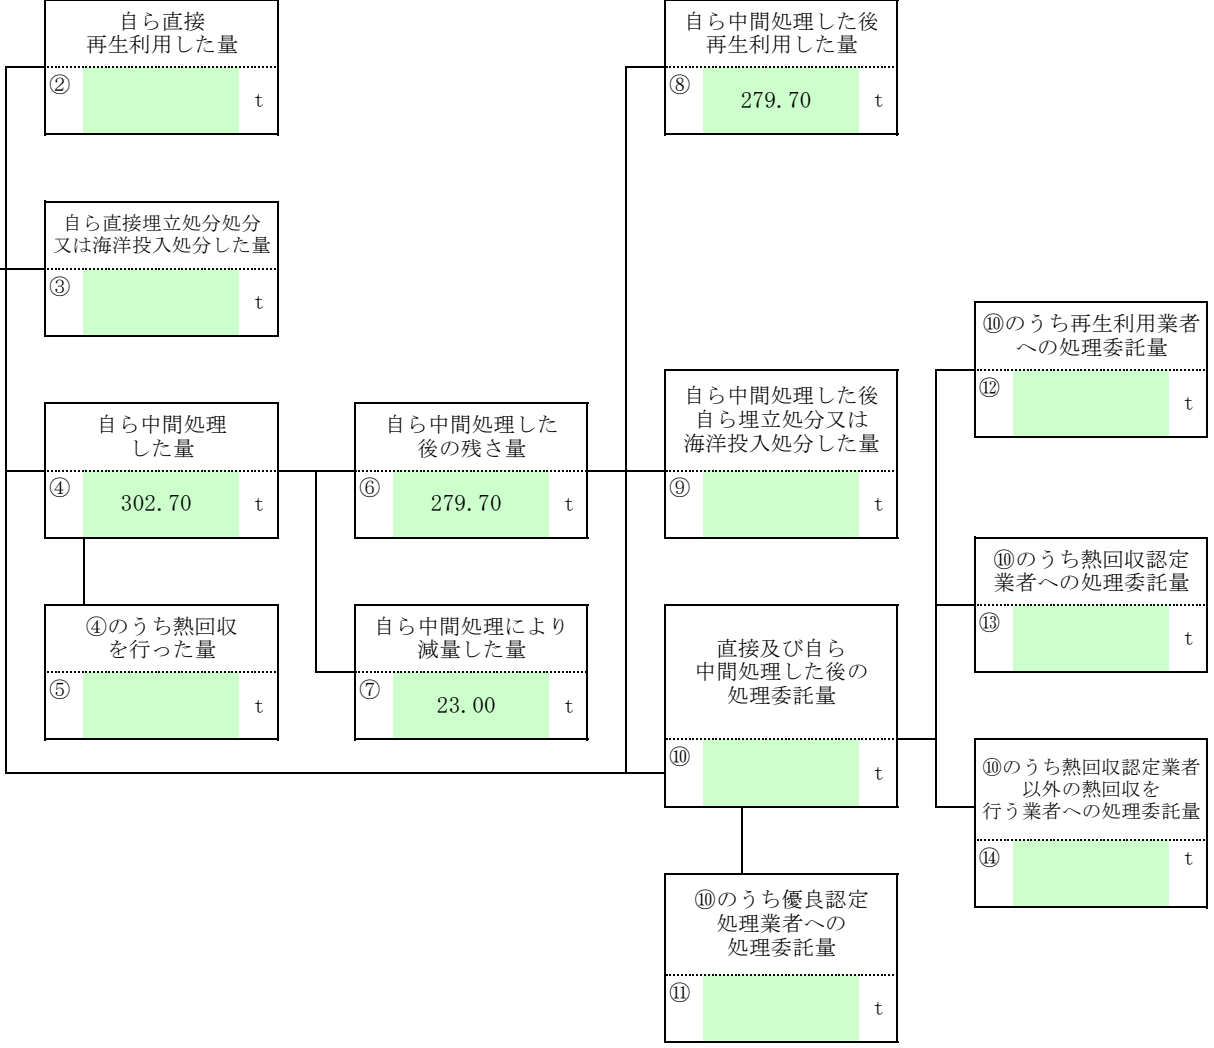 自ら直接
再生利用した量
②
t
自ら直接埋立処分処分
又は海洋投入処分した量
③
t
自ら中間処理
した量
④
302.70
t
④のうち熱回収
を行った量
⑤
t
自ら中間処理した
後の残さ量
⑥
279.70
t
自ら中間処理により
減量した量
⑦
23.00
t
自ら中間処理した後
再生利用した量
⑧
279.70
t
自ら中間処理した後
自ら埋立処分又は
海洋投入処分した量
⑨
t
直接及び自ら
中間処理した後の
処理委託量
⑩
t
⑩のうち優良認定
処理業者への
処理委託量
⑪
t
⑩のうち再生利用業者
への処理委託量
⑫
t
⑩のうち熱回収認定
業者への処理委託量
⑬
t
⑩のうち熱回収認定業者
以外の熱回収を
行う業者への処理委託量
⑭
t